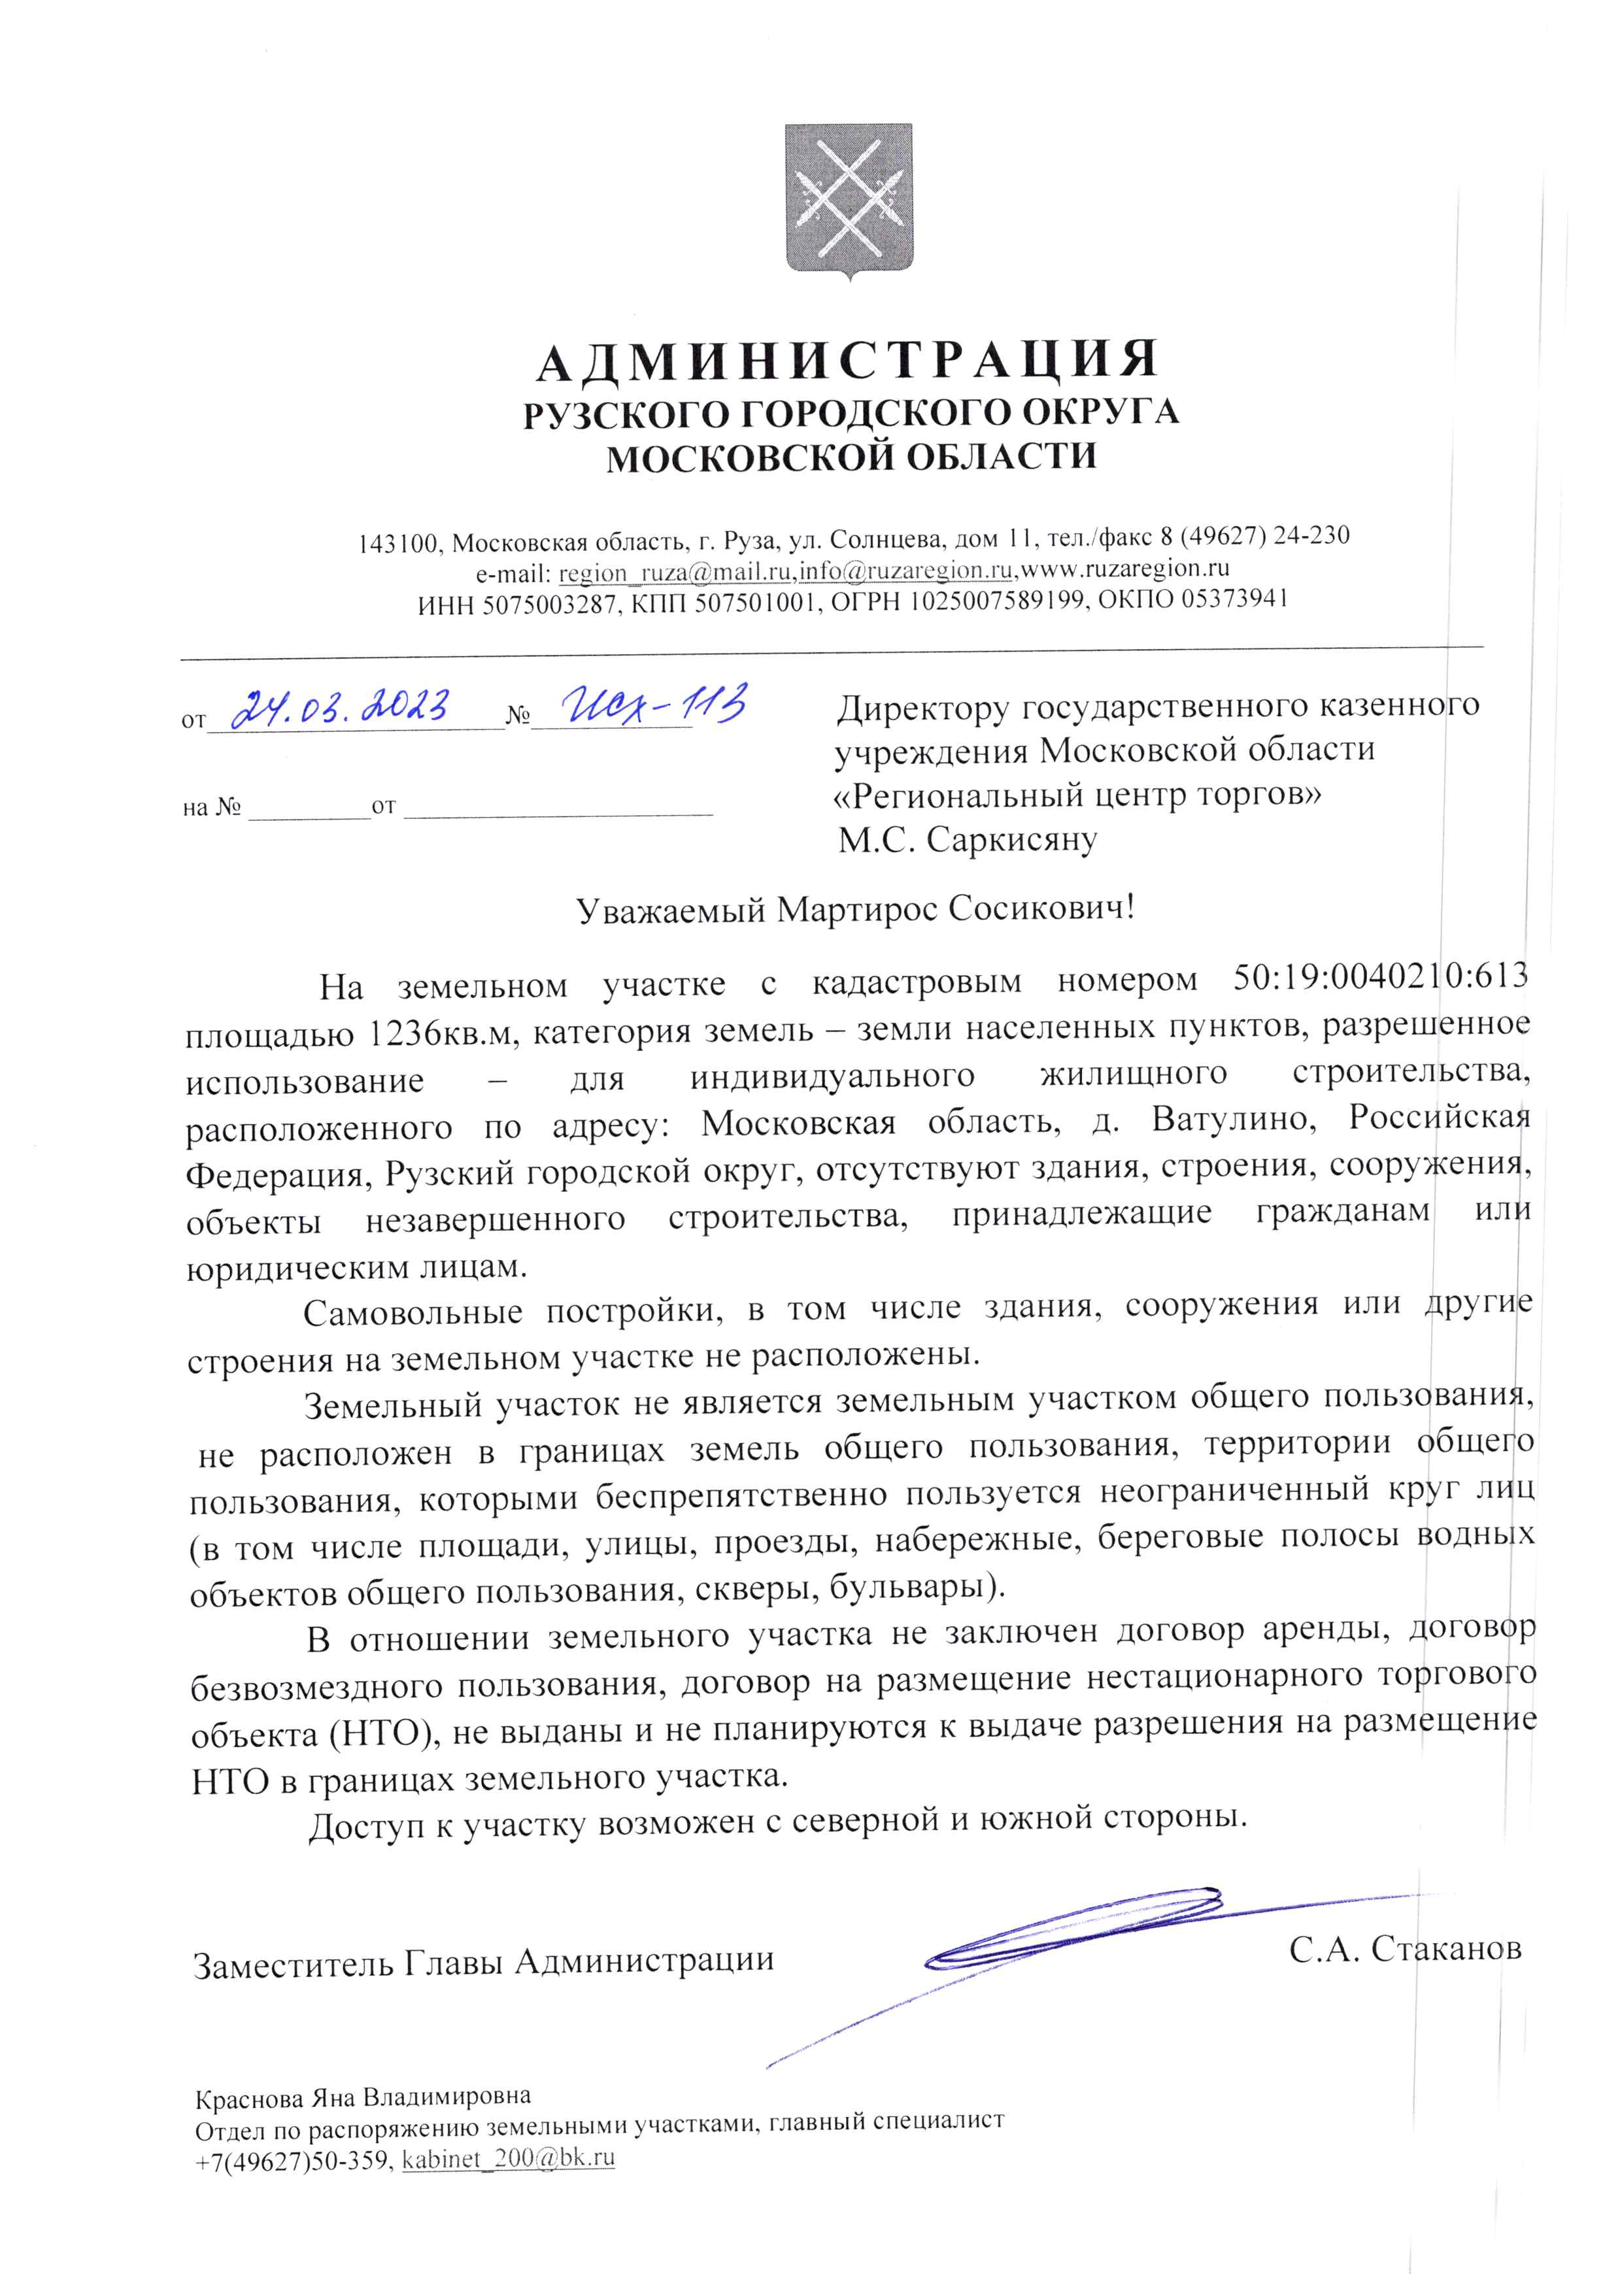 АДМИНИСТРАЦИЯ
РУЗСКОГО ГОРОДСКОГО ОКРУГА
МОСКОВСКОЙ ОБЛАСТИ
143100, Московская область, г. Руза, ул. Солнцева, дом 11, тел./факс 8 (49627) 24-230
e-mail: region_ruza@mail.ru,info@ruzaregion.ru,www.ruzaregion.ru
ИНН 5075003287, КПП 507501001, ОГРН 1025007589199, ОКПО 05373941
от 24.03.2023 № Исх-113
на № __________ от ____________________
Директору государственного казенного
учреждения Московской области
«Региональный центр торгов»
М.С. Саркисяну
Уважаемый Мартирос Сосикович!
На земельном участке с кадастровым номером 50:19:0040210:613
площадью 1236кв.м, категория земель – земли населенных пунктов, разрешенное
использование – для индивидуального жилищного строительства,
расположенного по адресу: Московская область, д. Ватулино, Российская
Федерация, Рузский городской округ, отсутствуют здания, строения, сооружения,
объекты незавершенного строительства, принадлежащие гражданам или
юридическим лицам.
Самовольные постройки, в том числе здания, сооружения или другие
строения на земельном участке не расположены.
Земельный участок не является земельным участком общего пользования,
не расположен в границах земель общего пользования, территории общего
пользования, которыми беспрепятственно пользуется неограниченный круг лиц
(в том числе площади, улицы, проезды, набережные, береговые полосы водных
объектов общего пользования, скверы, бульвары).
В отношении земельного участка не заключен договор аренды, договор
безвозмездного пользования, договор на размещение нестационарного торгового
объекта (НТО), не выданы и не планируются к выдаче разрешения на размещение
НТО в границах земельного участка.
Доступ к участку возможен с северной и южной стороны.
Заместитель Главы Администрации С.А. Стаканов
Краснова Яна Владимировна
Отдел по распоряжению земельными участками, главный специалист
+7(49627)50-359, kabinet_200@bk.ru